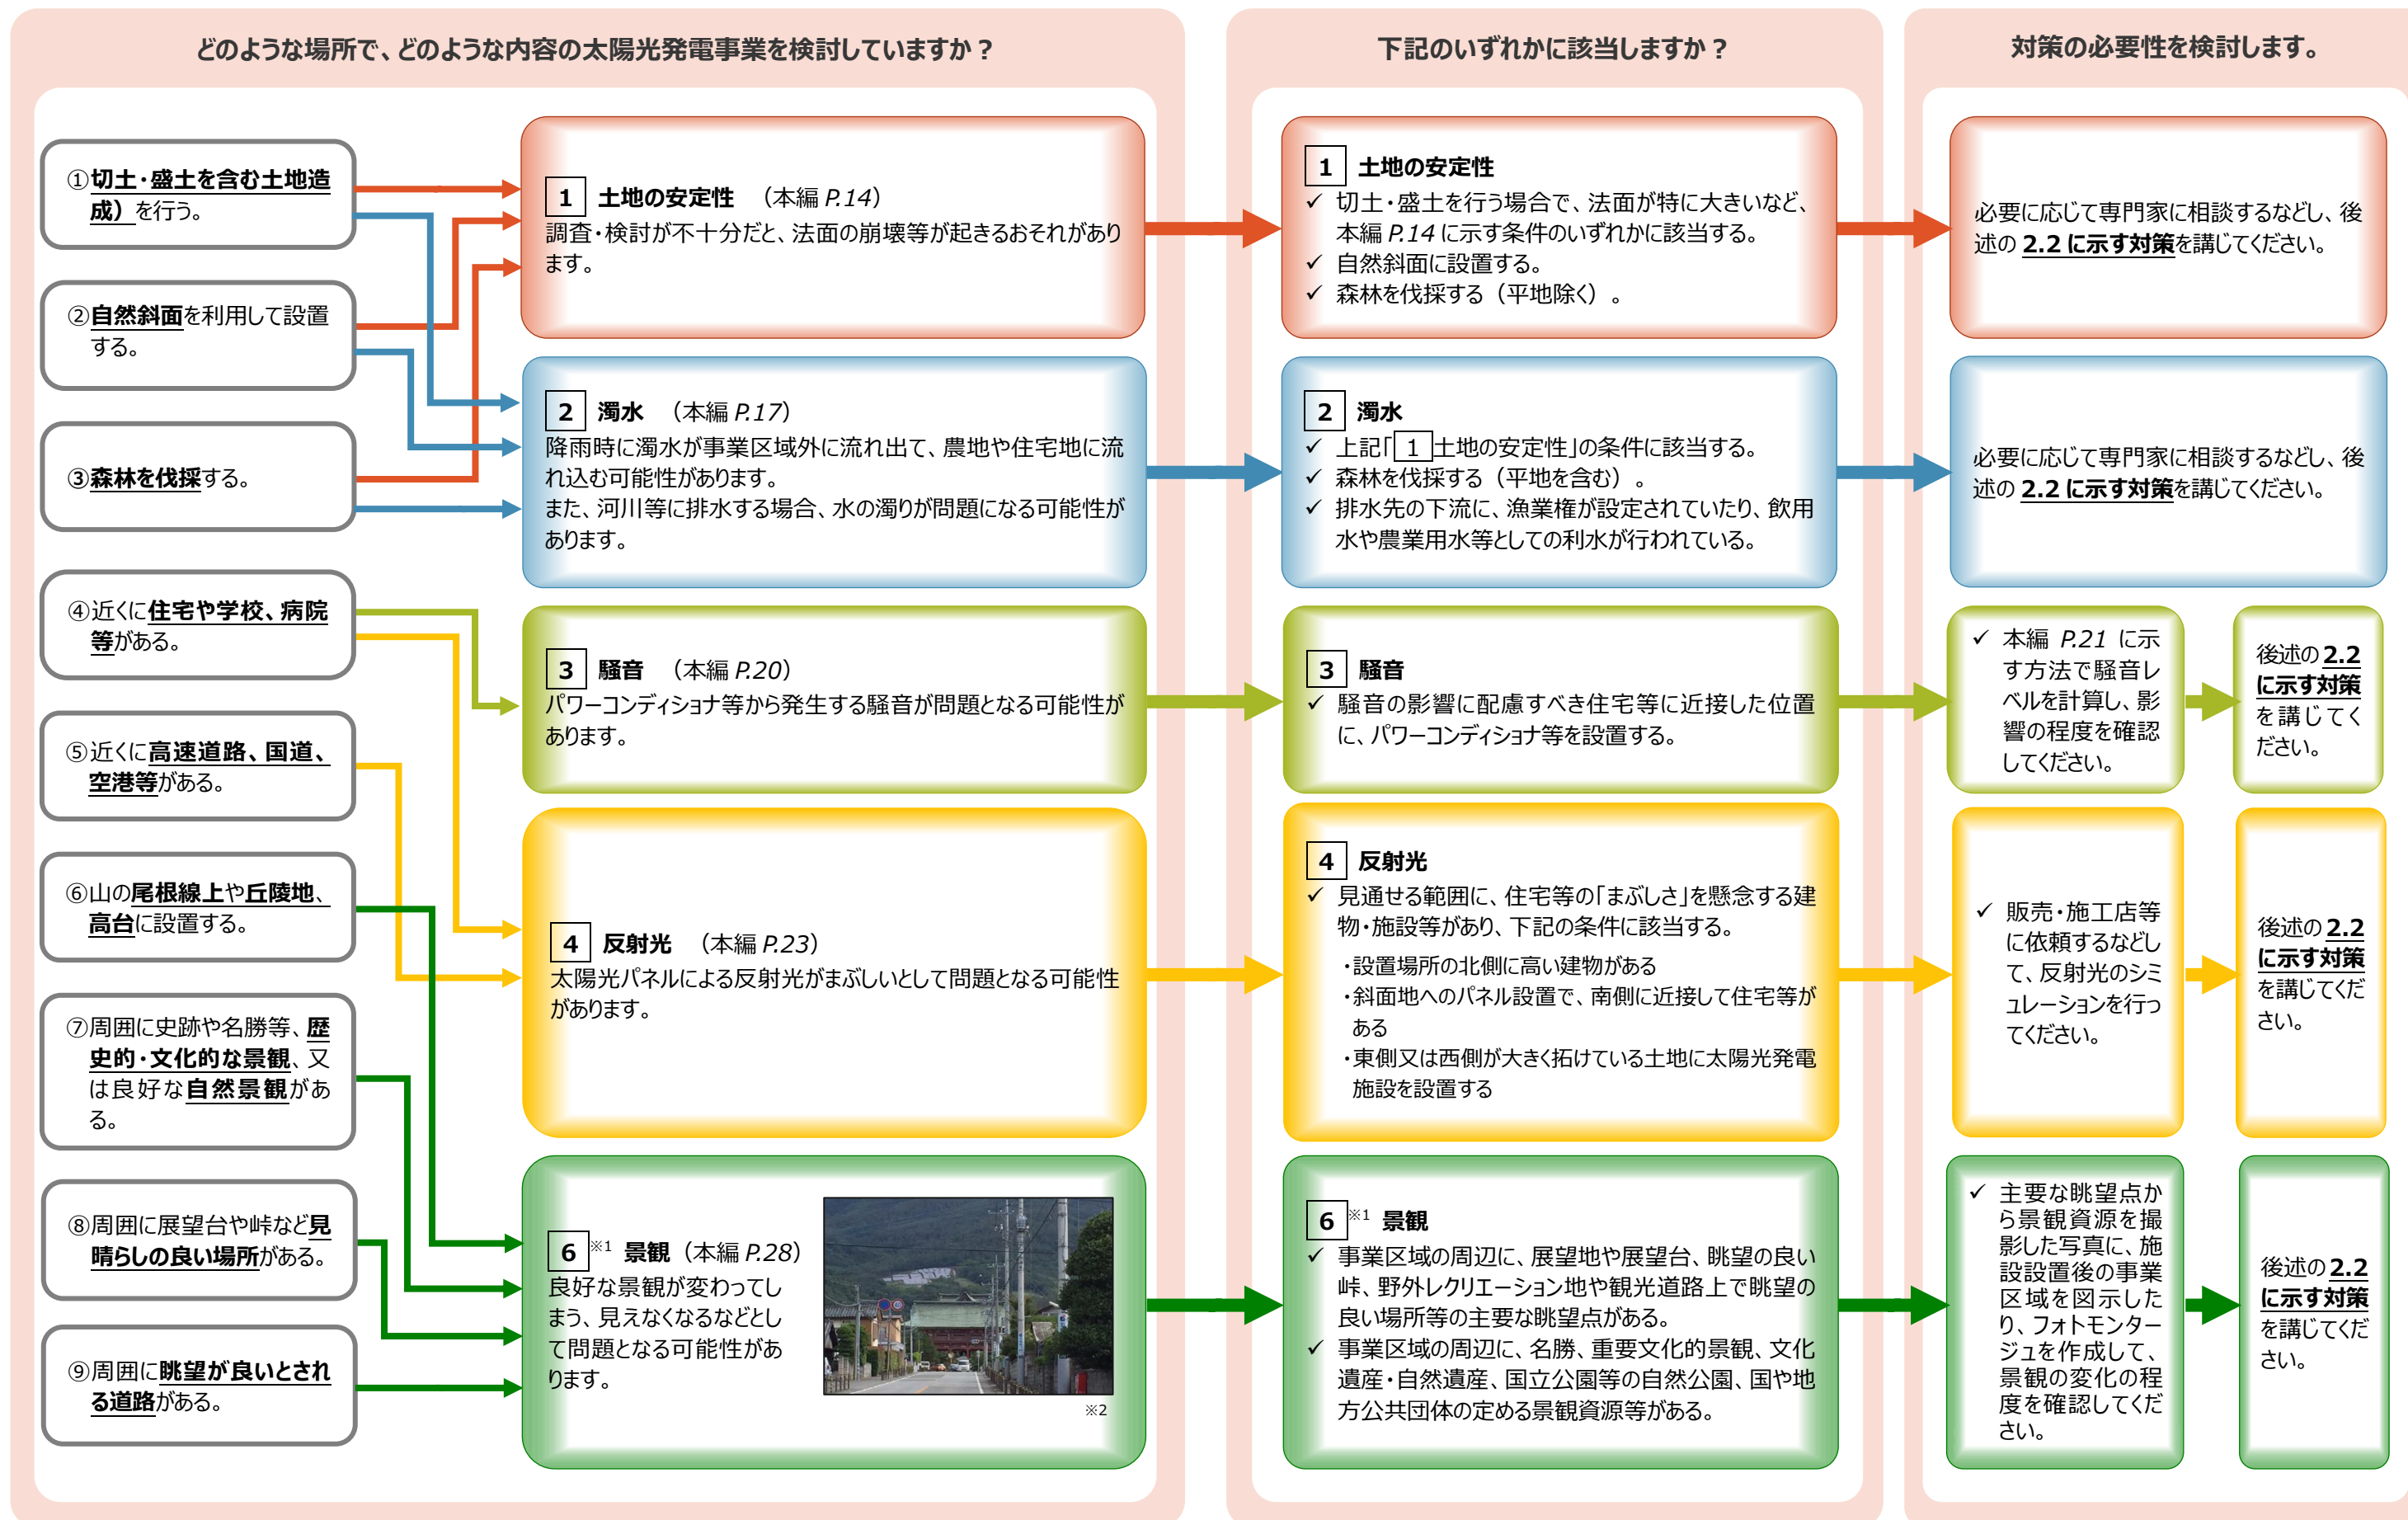 どのような場所で、どのような内容の太陽光発電事業を検討していますか？
①切土・盛土を含む土地造
成）を行う。
②自然斜面を利用して設置
する。
③森林を伐採する。
④近くに住宅や学校、病院
等がある。
⑤近くに高速道路、国道、
空港等がある。
⑥山の尾根線上や丘陵地、
高台に設置する。
⑦周囲に史跡や名勝等、歴
史的・文化的な景観、又
は良好な自然景観があ
る。
⑧周囲に展望台や峠など見
晴らしの良い場所がある。
⑨周囲に眺望が良いとされ
る道路がある。
1 土地の安定性 （本編 P.14）
調査・検討が不十分だと、法面の崩壊等が起きるおそれがあり
ます。
2 濁水 （本編 P.17）
降雨時に濁水が事業区域外に流れ出て、農地や住宅地に流
れ込む可能性があります。
また、河川等に排水する場合、水の濁りが問題になる可能性が
あります。
3 騒音 （本編 P.20）
パワーコンディショナ等から発生する騒音が問題となる可能性が
あります。
4 反射光 （本編 P.23）
太陽光パネルによる反射光がまぶしいとして問題となる可能性
があります。
6 ※1 景観（本編 P.28）
良好な景観が変わってし
まう、見えなくなるなどとし
て問題となる可能性があ
ります。
※2
下記のいずれかに該当しますか？
1 土地の安定性
✓ 切土・盛土を行う場合で、法面が特に大きいなど、
本編 P.14 に示す条件のいずれかに該当する。
✓ 自然斜面に設置する。
✓ 森林を伐採する（平地除く）。
2 濁水
✓ 上記「1 土地の安定性」の条件に該当する。
✓ 森林を伐採する（平地を含む）。
✓ 排水先の下流に、漁業権が設定されていたり、飲用
水や農業用水等としての利水が行われている。
3 騒音
✓ 騒音の影響に配慮すべき住宅等に近接した位置
に、パワーコンディショナ等を設置する。
4 反射光
✓ 見通せる範囲に、住宅等の「まぶしさ」を懸念する建
物・施設等があり、下記の条件に該当する。
・設置場所の北側に高い建物がある
・斜面地へのパネル設置で、南側に近接して住宅等が
ある
・東側又は西側が大きく拓けている土地に太陽光発電
施設を設置する
6 ※1 景観
✓ 事業区域の周辺に、展望地や展望台、眺望の良い
峠、野外レクリエーション地や観光道路上で眺望の
良い場所等の主要な眺望点がある。
✓ 事業区域の周辺に、名勝、重要文化的景観、文化
遺産・自然遺産、国立公園等の自然公園、国や地
方公共団体の定める景観資源等がある。
対策の必要性を検討します。
必要に応じて専門家に相談するなどし、後
述の 2.2 に示す対策を講じてください。
必要に応じて専門家に相談するなどし、後
述の 2.2 に示す対策を講じてください。
✓ 本編 P.21 に示
す方法で騒音レ
ベルを計算し、影
響の程度を確認
してください。
後述の 2.2
に示す対策
を講じてく
ださい。
✓ 販売・施工店等
に依頼するなどし
て、反射光のシミ
ュレーションを行っ
てください。
後述の 2.2
に示す対策
を講じてくだ
さい。
✓ 主要な眺望点か
ら景観資源を撮
影した写真に、施
設設置後の事業
区域を図示した
り、フォトモンター
ジュを作成して、
景観の変化の程
度を確認してくだ
さい。
後述の 2.2
に示す対策
を講じてくだ
さい。